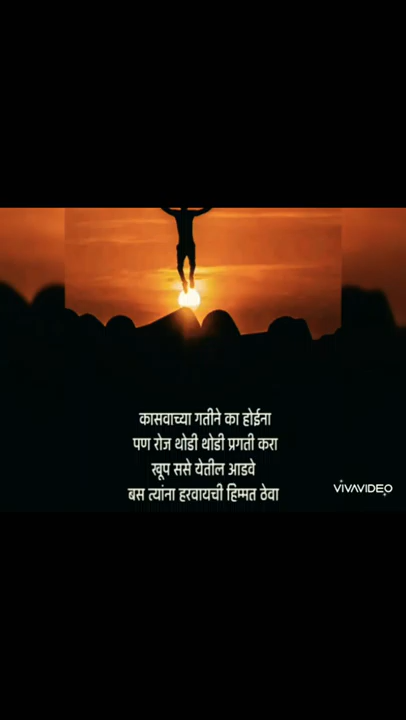 कासवाच्या गतीने का होईना
पण रोज थोडी थोडी प्रगती करा
खूप ससे येतील आडवे
बस त्यांना हरवायची हिम्मत ठेवा
VIVAVIDEO